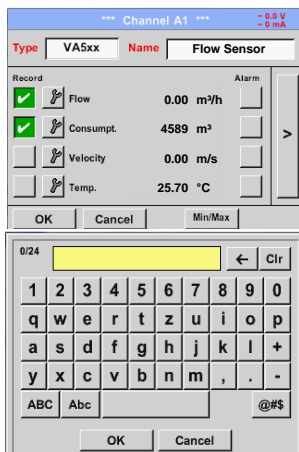 *** Channel A1 *** ~ 0.0 V
~ 0 mA
Type VA5xx Name Flow Sensor
Record Alarm
Flow 0.00 m³/h
Consumpt. 4589 m³
>
Velocity 0.00 m/s
Temp. 25.70 °C
OK Cancel Min/Max
0/24 ← Clr
1 2 3 4 5 6 7 8 9 0
q w e r t z u i o p
a s d f g h j k l +
y x c v b n m , . -
ABC Abc @#$
OK Cancel